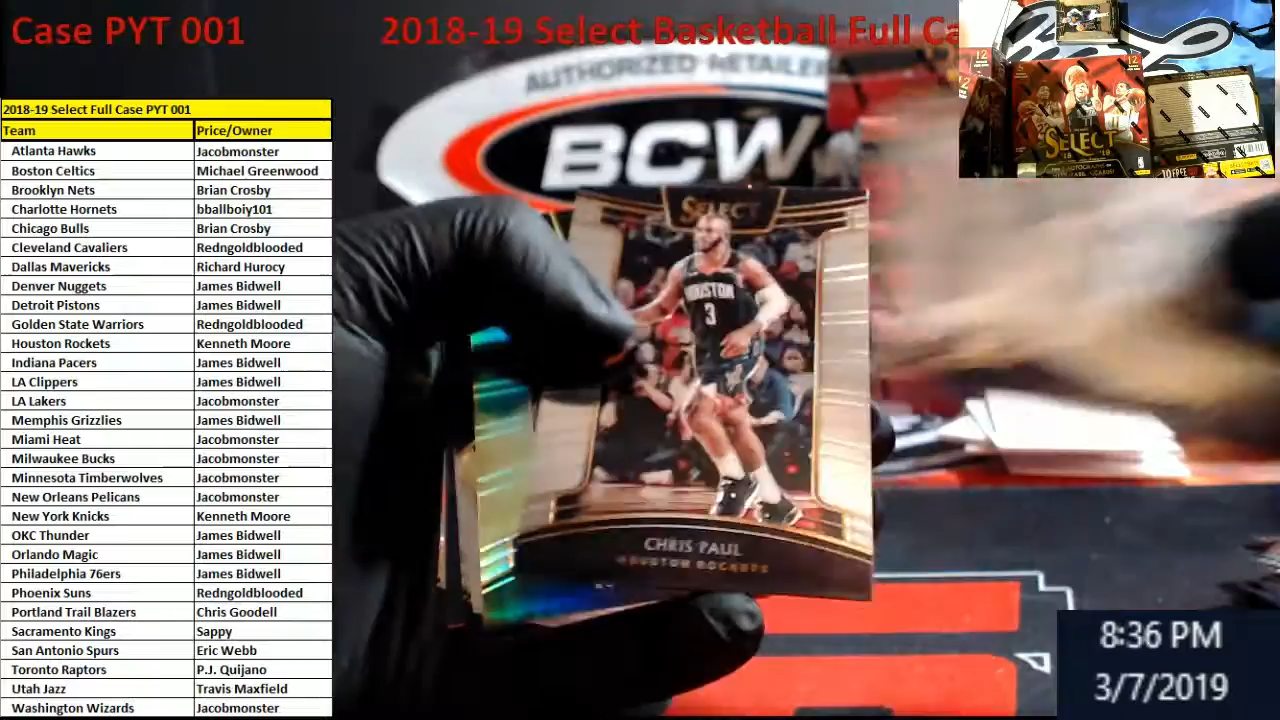 Case PYT 001
2018-19 Select Basketball Full Ca
2018-19 Select Full Case PYT 001
Team Price/Owner
Atlanta Hawks Jacobmonster
Boston Celtics Michael Greenwood
Brooklyn Nets Brian Crosby
Charlotte Hornets bballboiy101
Chicago Bulls Brian Crosby
Cleveland Cavaliers Redngoldblooded
Dallas Mavericks Richard Hurocy
Denver Nuggets James Bidwell
Detroit Pistons James Bidwell
Golden State Warriors Redngoldblooded
Houston Rockets Kenneth Moore
Indiana Pacers James Bidwell
LA Clippers James Bidwell
LA Lakers Jacobmonster
Memphis Grizzlies James Bidwell
Miami Heat Jacobmonster
Milwaukee Bucks Jacobmonster
Minnesota Timberwolves Jacobmonster
New Orleans Pelicans Jacobmonster
New York Knicks Kenneth Moore
OKC Thunder James Bidwell
Orlando Magic James Bidwell
Philadelphia 76ers James Bidwell
Phoenix Suns Redngoldblooded
Portland Trail Blazers Chris Goodell
Sacramento Kings Sappy
San Antonio Spurs Eric Webb
Toronto Raptors P.J. Quijano
Utah Jazz Travis Maxfield
Washington Wizards Jacobmonster
AUTHORIZED RETAILER
BCW
SELECT
HOUSTON
3
CHRIS PAUL
HOUSTON ROCKETS
12
12
SELECT
8:36 PM
3/7/2019